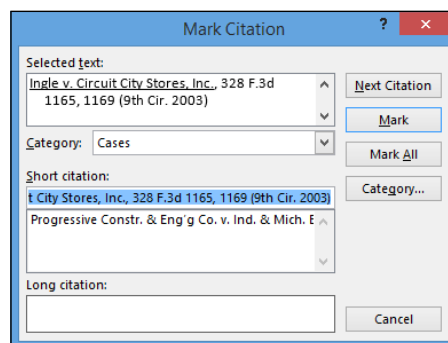 Mark Citation
? ×
Selected text:
Ingle v. Circuit City Stores, Inc., 328 F.3d
1165, 1169 (9th Cir. 2003)
Next Citation
Mark
Category: Cases
Mark All
Short citation:
Category...
t City Stores, Inc., 328 F.3d 1165, 1169 (9th Cir. 2003)
Progressive Constr. & Eng'g Co. v. Ind. & Mich. E
Long citation:
Cancel